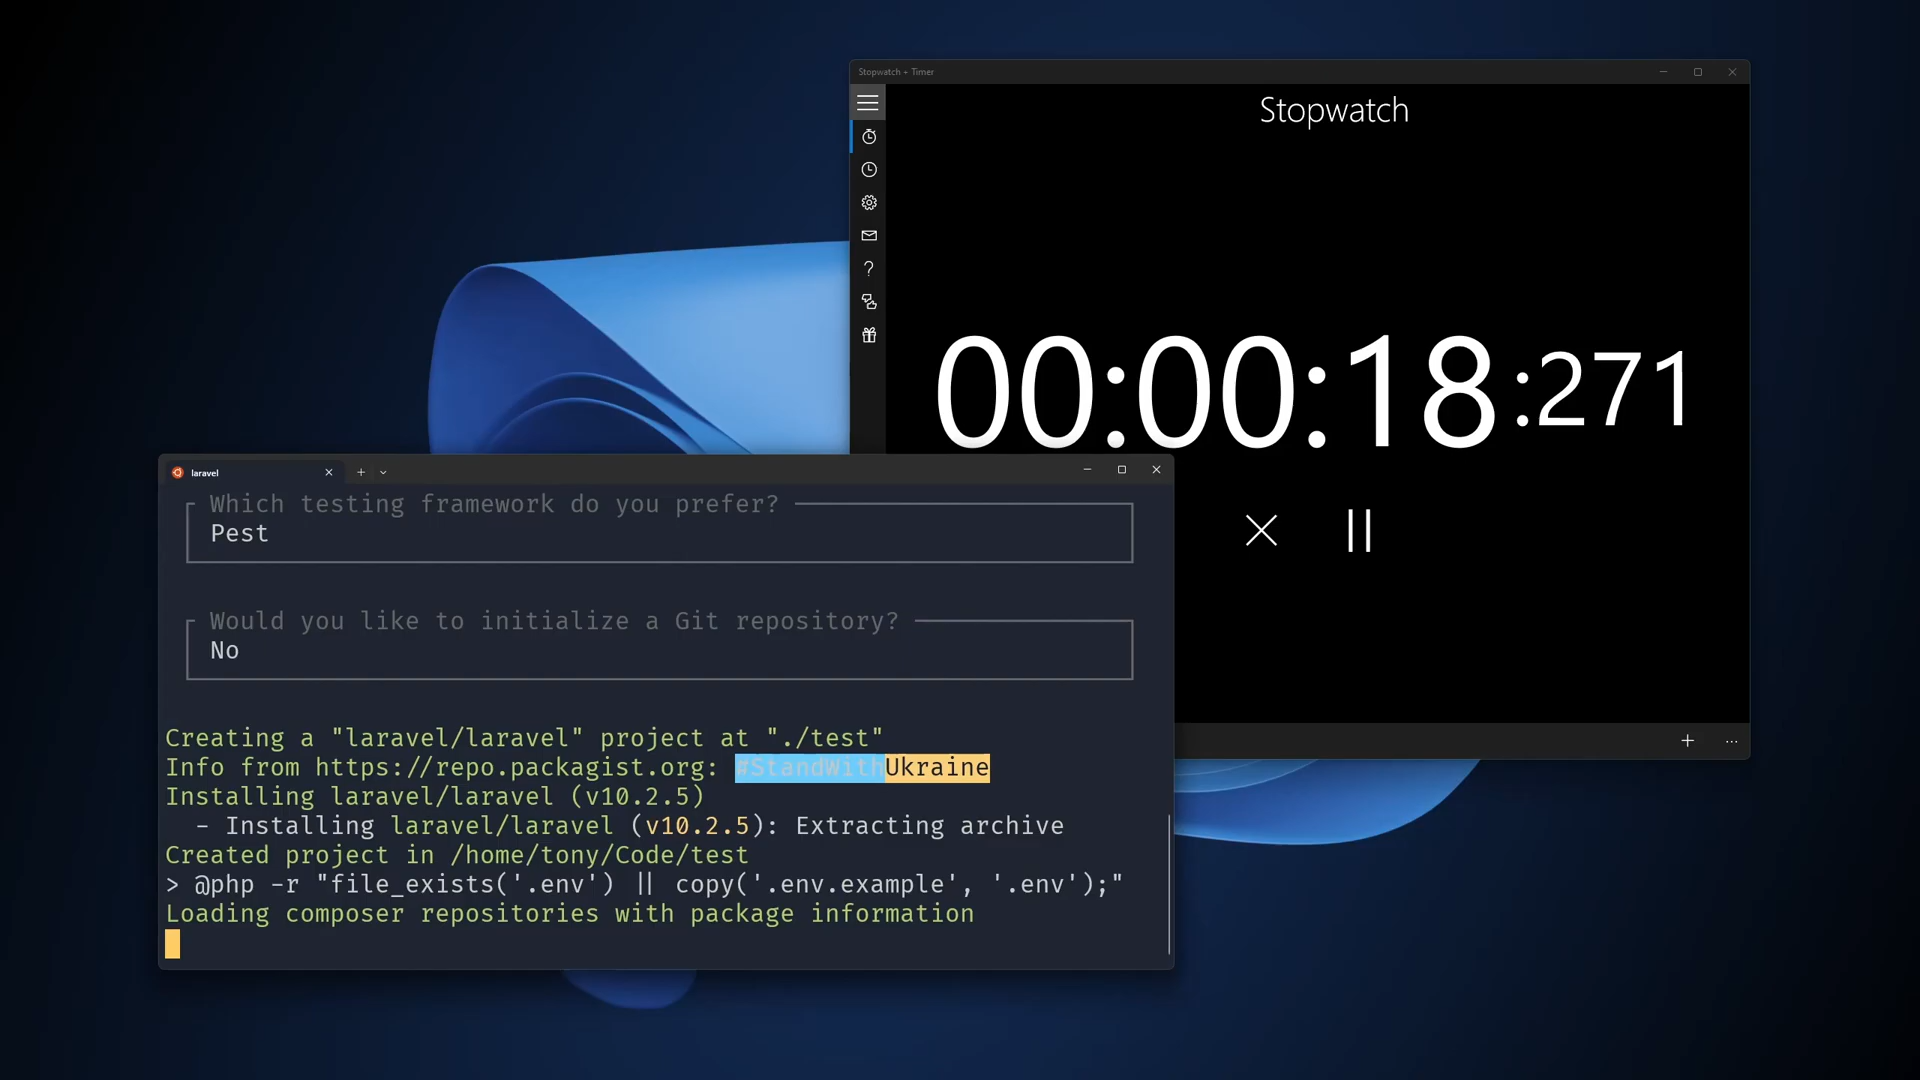 Stopwatch + Timer
Stopwatch
00:00:18:271
laravel
Which testing framework do you prefer?
Pest
Would you like to initialize a Git repository?
No
Creating a "laravel/laravel" project at "./test"
Info from https://repo.packagist.org: #StandWithUkraine
Installing laravel/laravel (v10.2.5)
- Installing laravel/laravel (v10.2.5): Extracting archive
Created project in /home/tony/Code/test
> @php -r "file_exists('.env') || copy('.env.example', '.env');"
Loading composer repositories with package information